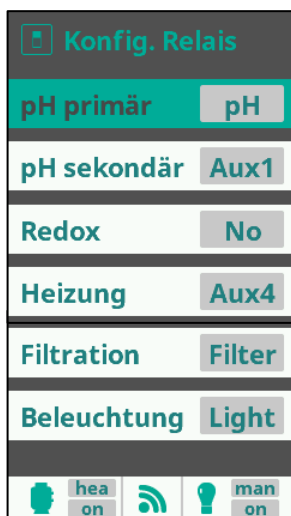 Konfig. Relais
pH primär pH
pH sekondär Aux1
Redox No
Heizung Aux4
Filtration Filter
Beleuchtung Light
hea man
on on